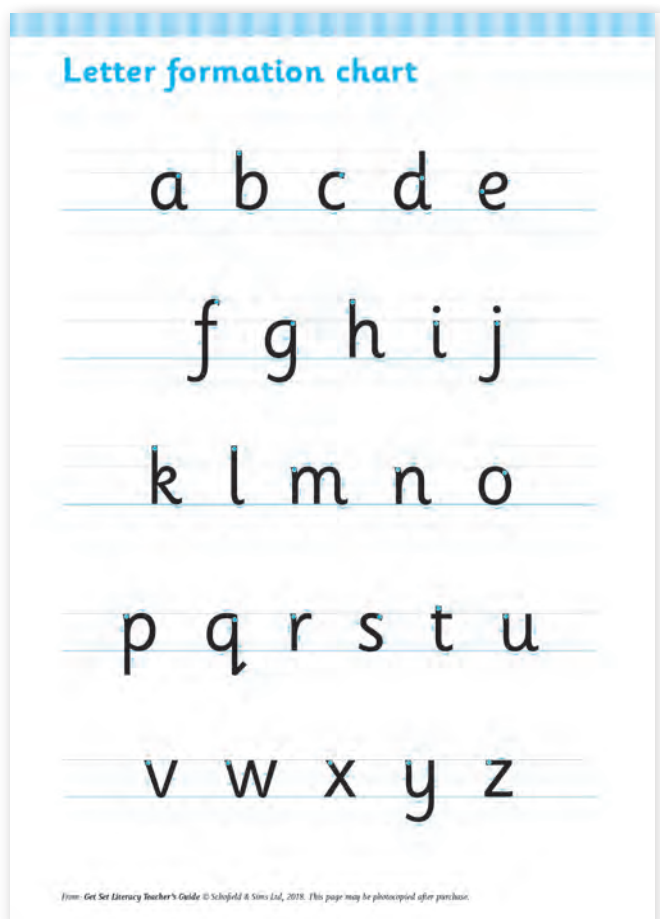 Letter formation chart
a b c d e
f g h i j
k l m n o
p q r s t u
v w x y z
From: Get Set Literacy Teacher's Guide © Schofield & Sims Ltd, 2018. This page may be photocopied after purchase.